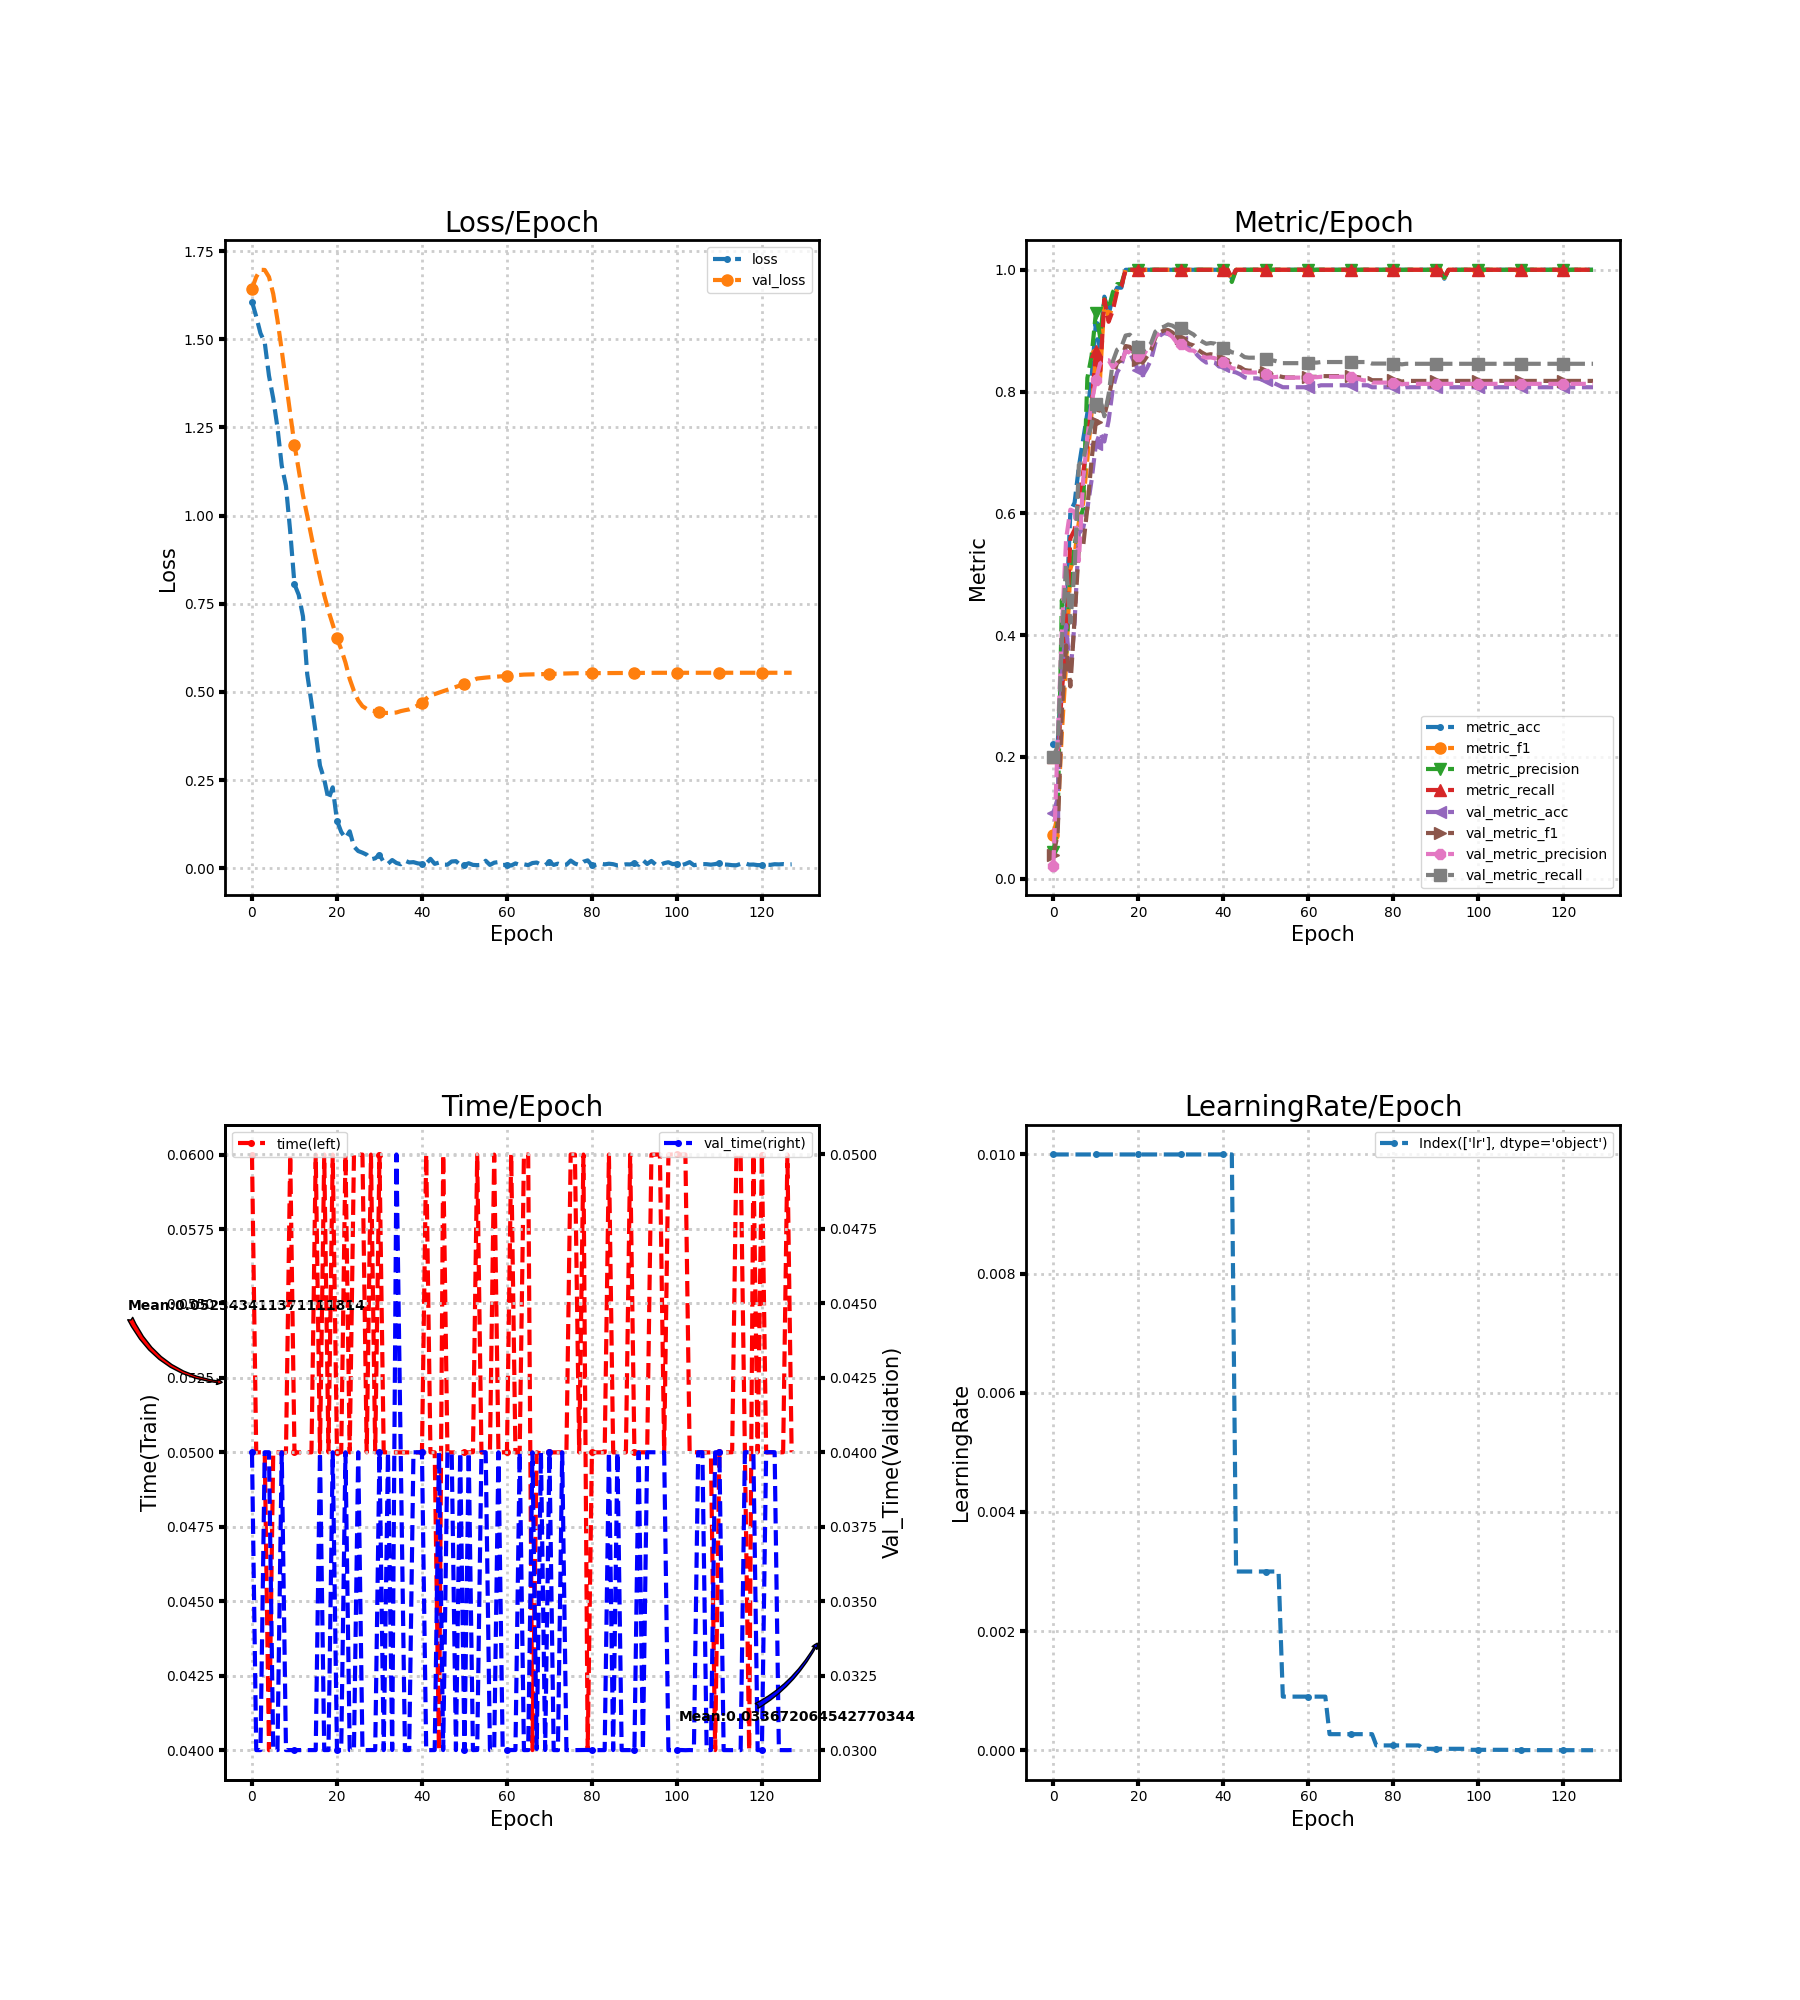 Loss/Epoch
1.75
1.50
1.25
1.00
0.75
0.50
0.25
0.00
Loss
loss
val_loss
0 20 40 60 80 100 120
Epoch
Metric/Epoch
1.0
0.8
0.6
0.4
0.2
0.0
Metric
metric_acc
metric_f1
metric_precision
metric_recall
val_metric_acc
val_metric_f1
val_metric_precision
val_metric_recall
0 20 40 60 80 100 120
Epoch
Time/Epoch
time(left)
val_time(right)
0.0600
0.0575
0.0525
0.0500
0.0475
0.0450
0.0425
0.0400
Time(Train)
0.0500
0.0475
0.0450
0.0425
0.0400
0.0375
0.0350
0.0325
0.0300
Val_Time(Validation)
Mean:0.033672064542770344
0 20 40 60 80 100 120
Epoch
LearningRate/Epoch
Index(['lr'], dtype='object')
0.010
0.008
0.006
0.004
0.002
0.000
LearningRate
0 20 40 60 80 100 120
Epoch